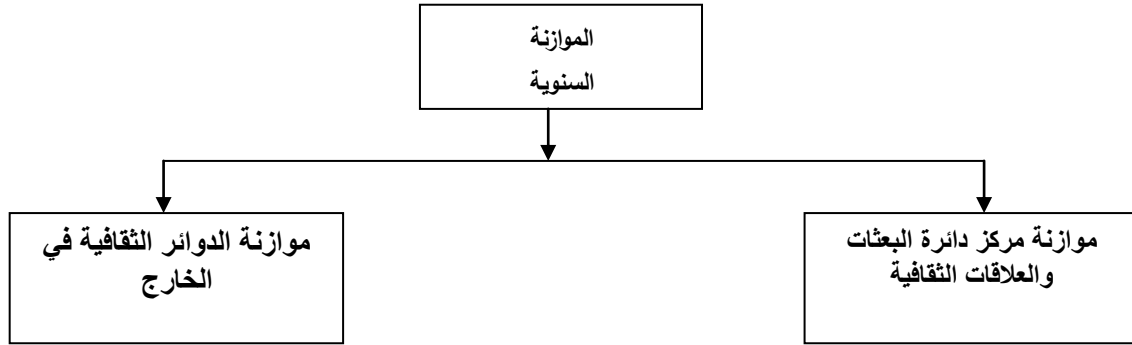 الموازنة
السنوية
موازنة مركز دائرة البعثات
والعلاقات الثقافية
موازنة الدوائر الثقافية في
الخارج